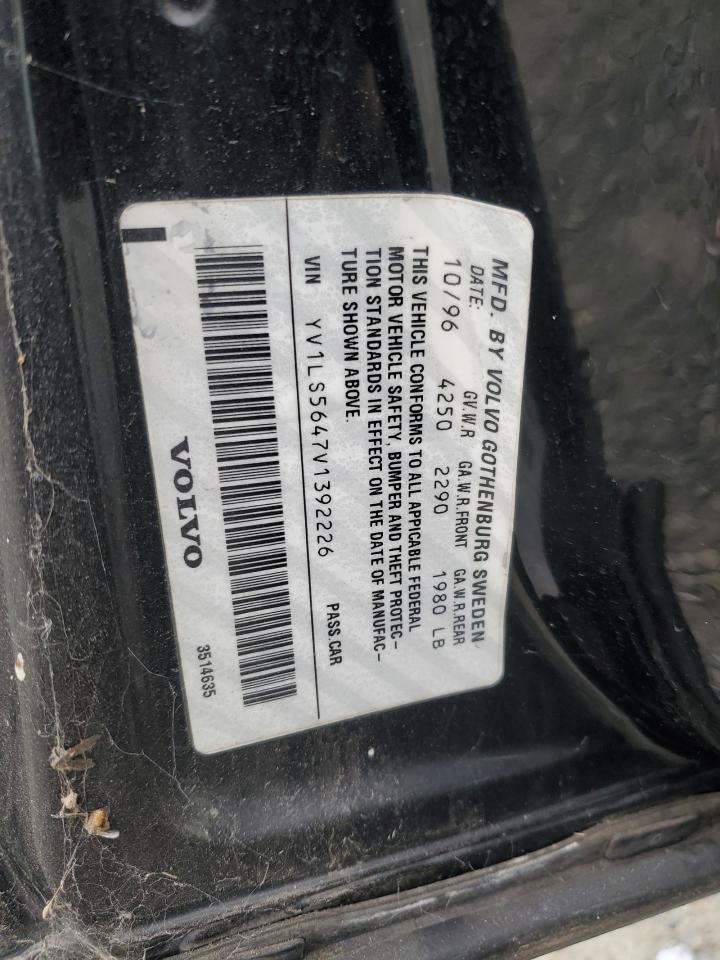 MFD. BY VOLVO GOTHENBURG SWEDEN
DATE: GV.W.R GA.W.R.FRONT GA.W.R.REAR
10/96 4250 2290 1980 LB
THIS VEHICLE CONFORMS TO ALL APPICABLE FEDERAL
MOTOR VEHICLE SAFETY, BUMPER AND THEFT PROTEC-
TION STANDARDS IN EFFECT ON THE DATE OF MANUFAC-
TURE SHOWN ABOVE.
VIN YV1LS5647V1392226 PASS.CAR
VOLVO 3514635